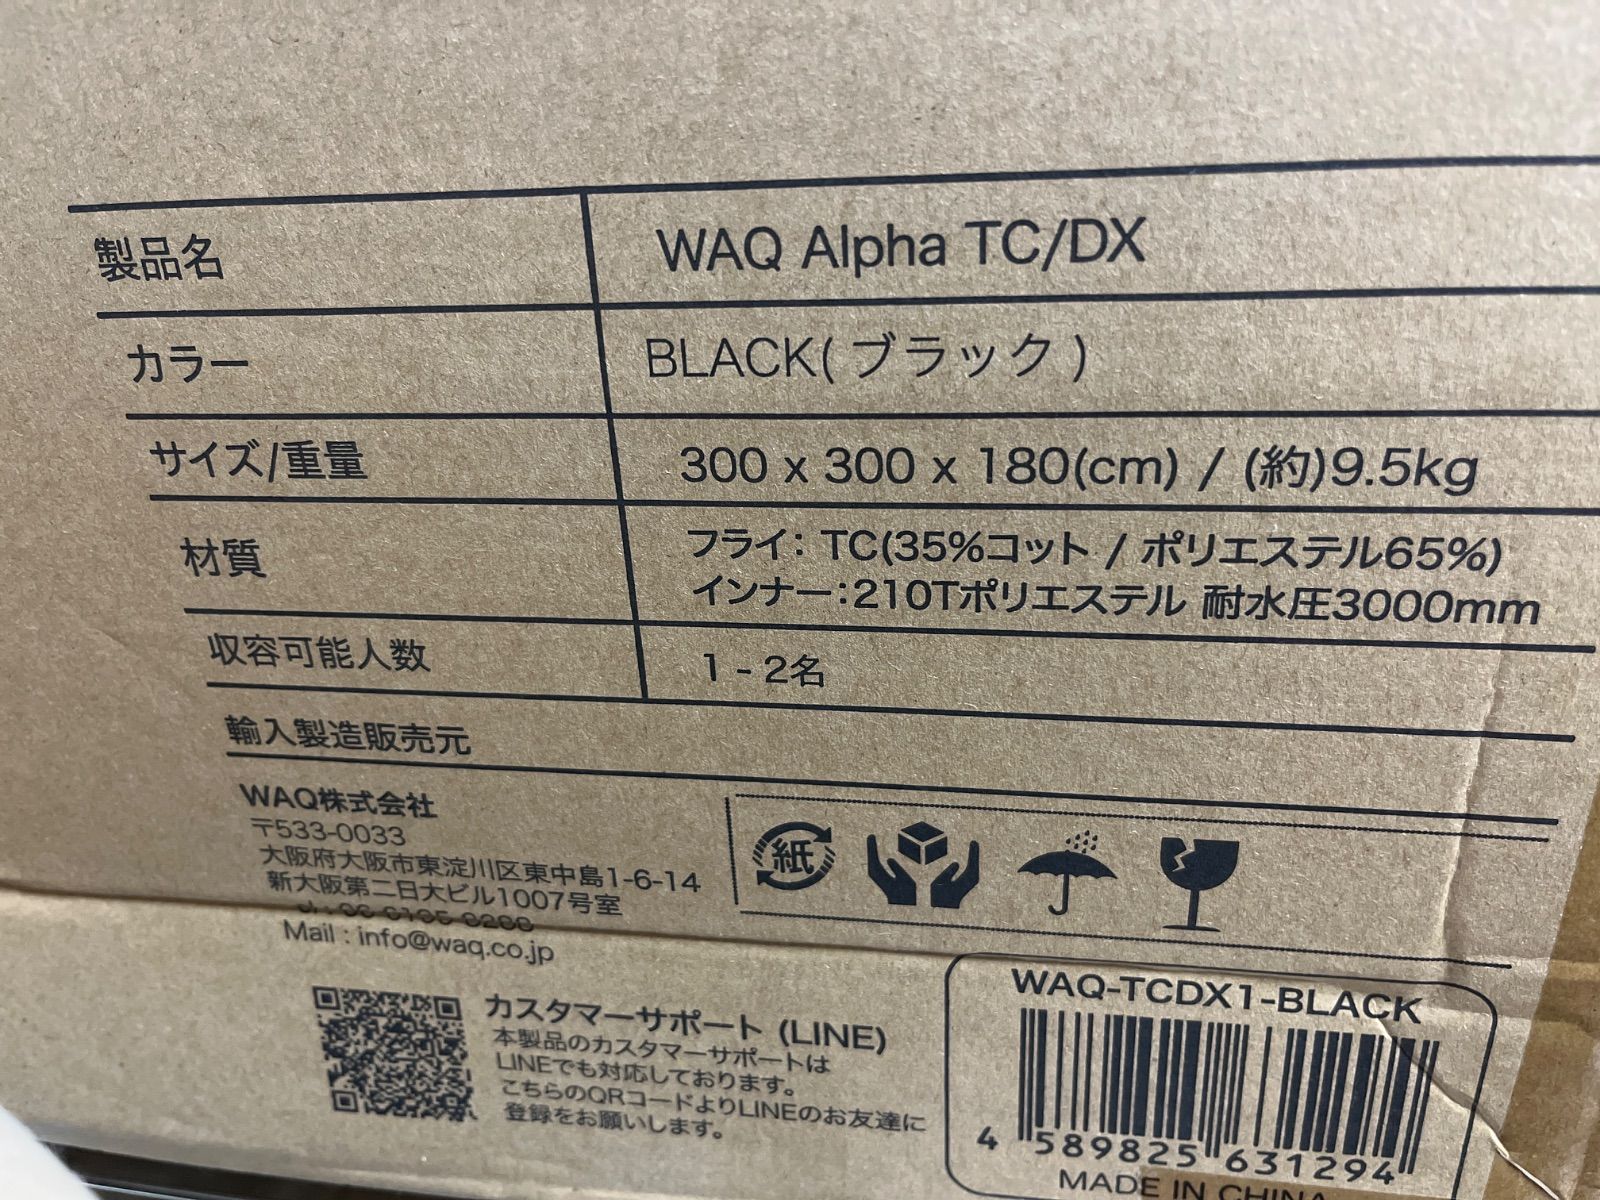 製品名 WAQ Alpha TC/DX
カラー BLACK(ブラック)
サイズ/重量 300 x 300 x 180(cm) / (約)9.5kg
材質 フライ: TC(35%コット / ポリエステル65%)
インナー:210Tポリエステル 耐水圧3000mm
収容可能人数 1 - 2名
輸入製造販売元
WAQ株式会社
〒533-0033
大阪府大阪市東淀川区東中島1-6-14
新大阪第二日大ビル1007号室
Mail : info@waq.co.jp
紙
カスタマーサポート (LINE)
本製品のカスタマーサポートは
LINEでも対応しております。
こちらのQRコードよりLINEのお友達に
登録をお願いします。
WAQ-TCDX1-BLACK
4 589825 631294
MADE IN CHINA